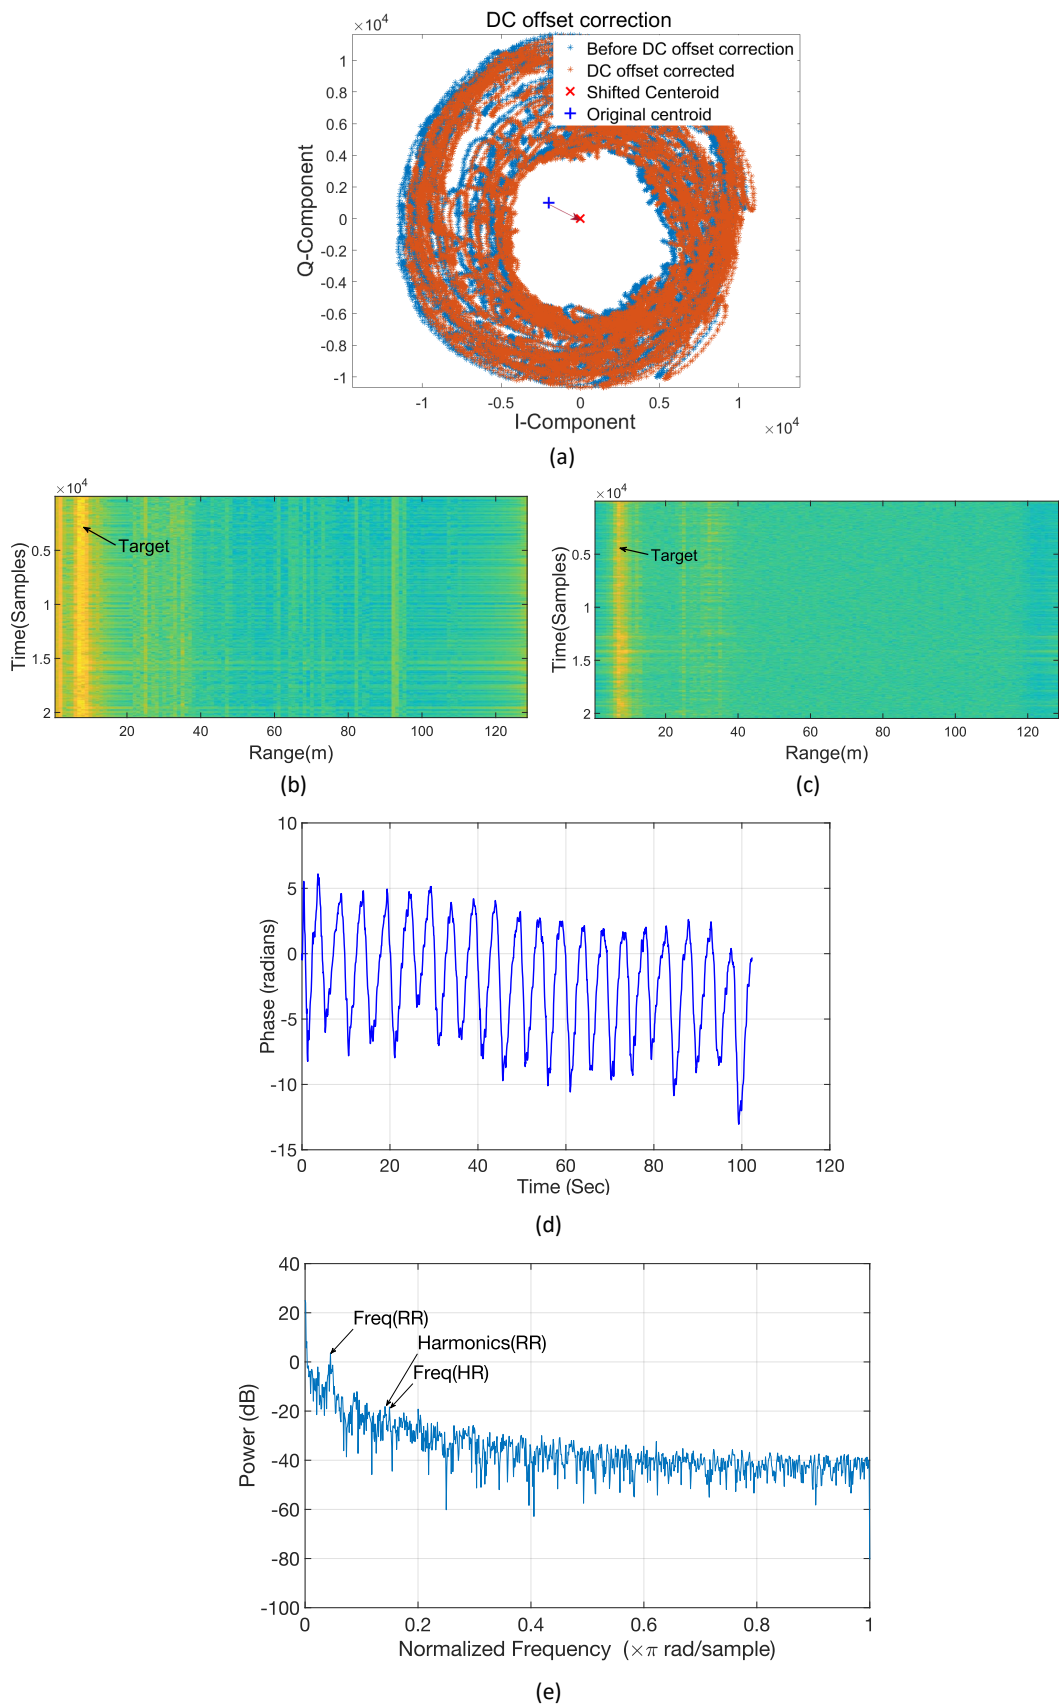 DC offset correction
×10⁴
Before DC offset correction
DC offset corrected
Shifted Centeroid
Original centroid
1
0.8
0.6
0.4
0.2
0
-0.2
-0.4
-0.6
-0.8
-1
Q-Component
-1 -0.5 0 0.5 1
I-Component
×10⁴
(a)
×10⁴
Target
0.5
1
1.5
2
Time(Samples)
20 40 60 80 100 120
Range(m)
(b)
×10⁴
Target
0.5
1
1.5
2
Time(Samples)
20 40 60 80 100 120
Range(m)
(c)
10
5
0
-5
-10
-15
Phase (radians)
0 20 40 60 80 100 120
Time (Sec)
(d)
40
20
0
-20
-40
-60
-80
-100
Power (dB)
Freq(RR)
Harmonics(RR)
Freq(HR)
0 0.2 0.4 0.6 0.8 1
Normalized Frequency (×π rad/sample)
(e)